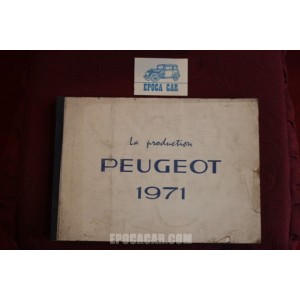 EPOCA CAR
La production
PEUGEOT
1971
EPOCACAR.COM